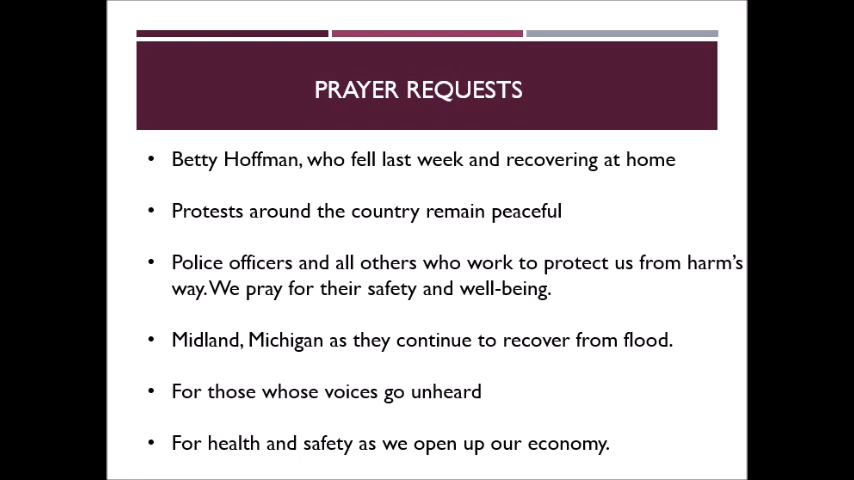 PRAYER REQUESTS
• Betty Hoffman, who fell last week and recovering at home
• Protests around the country remain peaceful
• Police officers and all others who work to protect us from harm's
way. We pray for their safety and well-being.
• Midland, Michigan as they continue to recover from flood.
• For those whose voices go unheard
• For health and safety as we open up our economy.